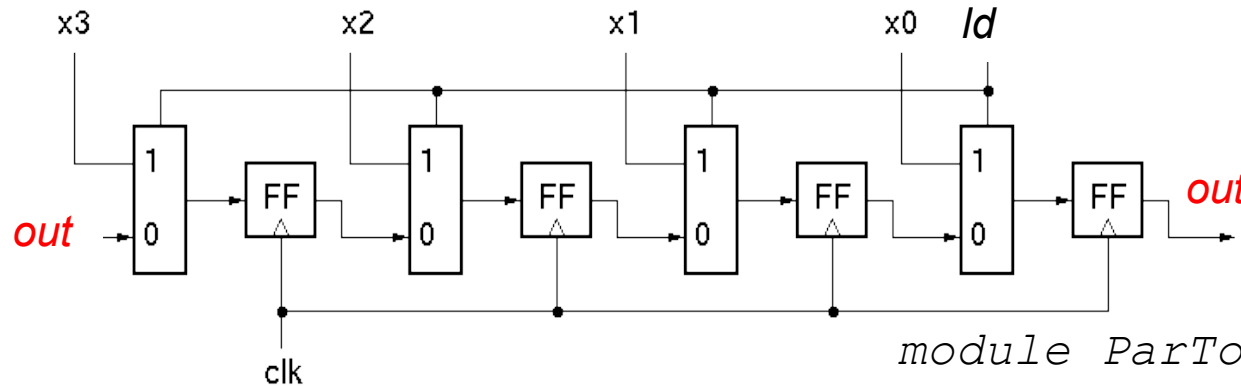 x3 x2 x1 x0 ld
1 1 1 1
FF FF FF FF out
out 0 0 0 0
clk
module ParTo